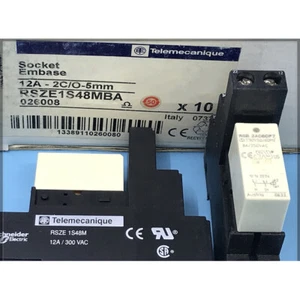 Telemecanique
Socket
Embase
12A - 2C/O-5mm
RSZE1S48MBA
026008
x 10
Italy
13389110260080
Telemecanique
RSZE 1S48M
12A / 300 VAC
Schneider
Electric